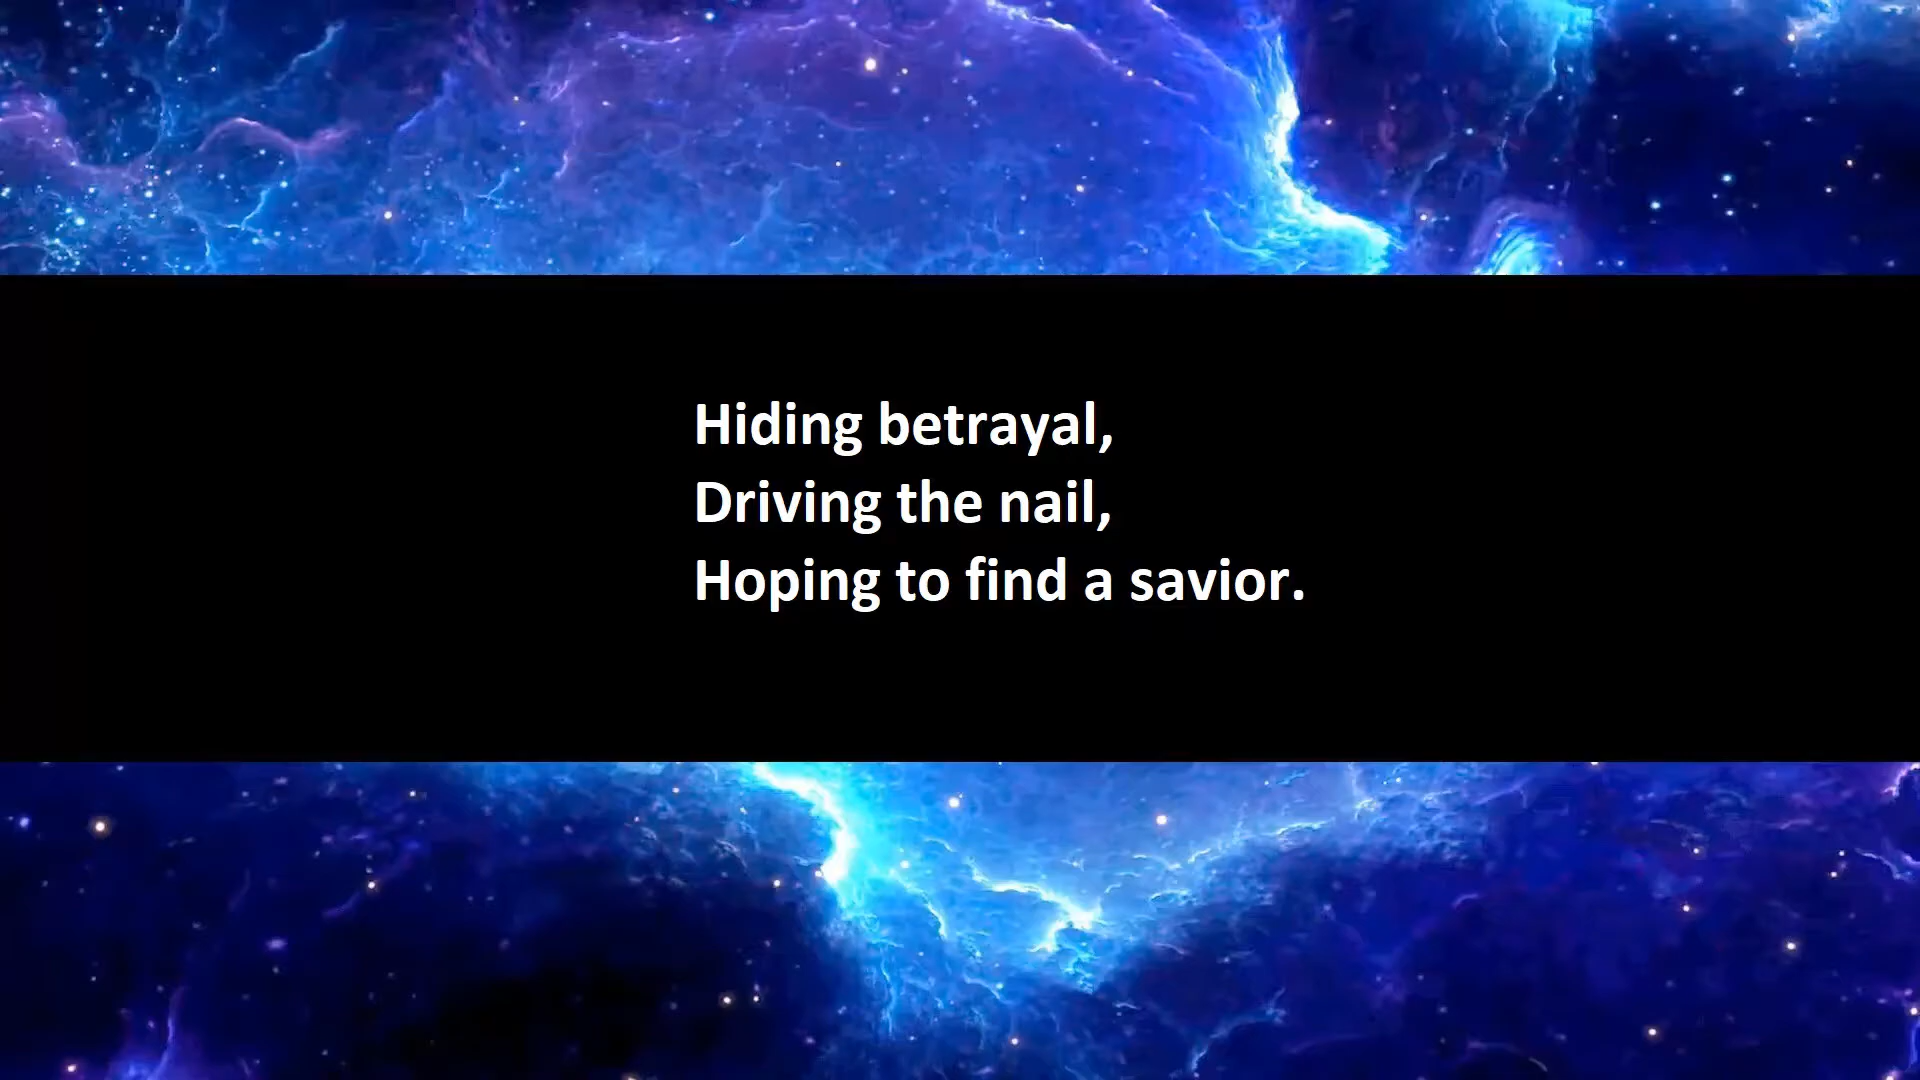 Hiding betrayal,
Driving the nail,
Hoping to find a savior.